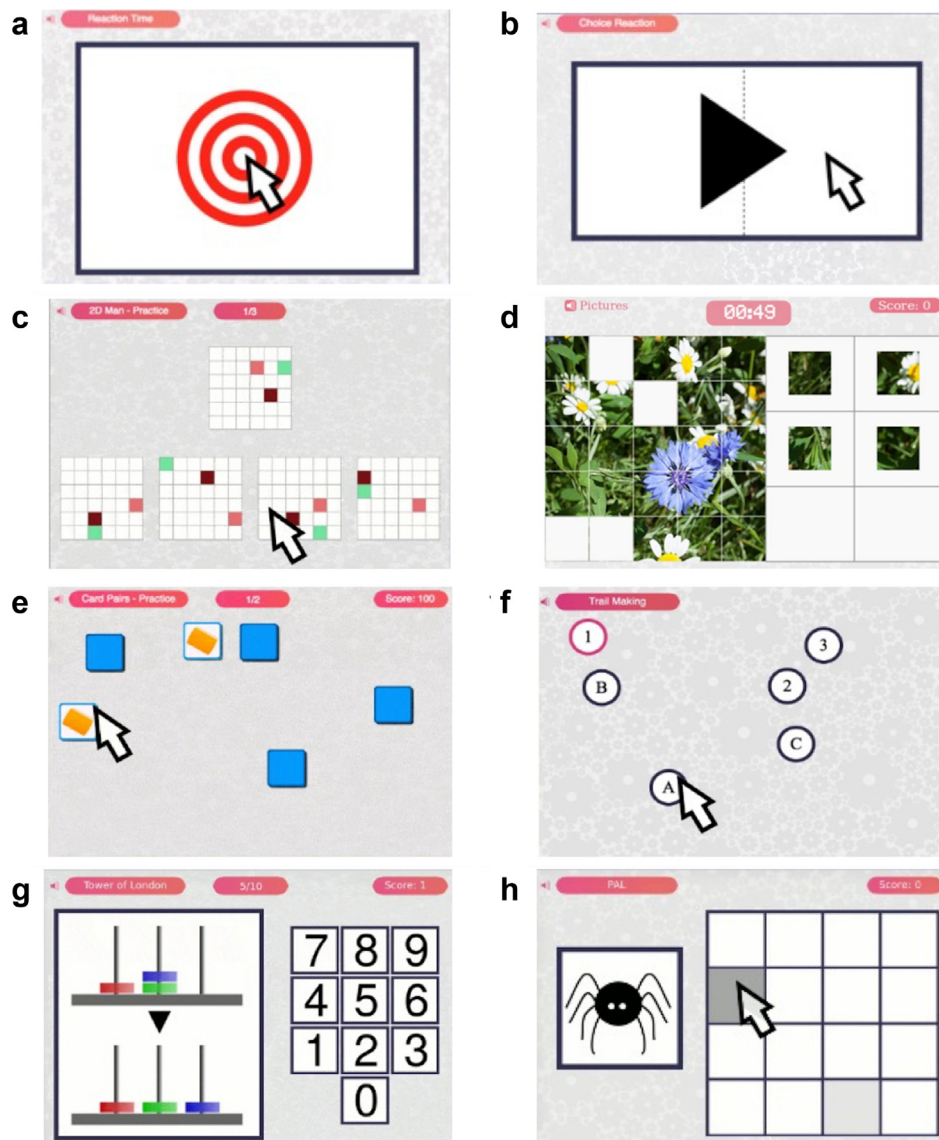 a
Reaction Time
b
Choice Reaction
c
2D Man - Practice
1/3
d
Pictures
00:49
Score: 0
e
Card Pairs - Practice
1/2
Score: 100
f
Trail Making
1
3
B
2
C
A
g
Tower of London
5/10
Score: 1
7 8 9
4 5 6
1 2 3
0
h
PAL
Score: 0